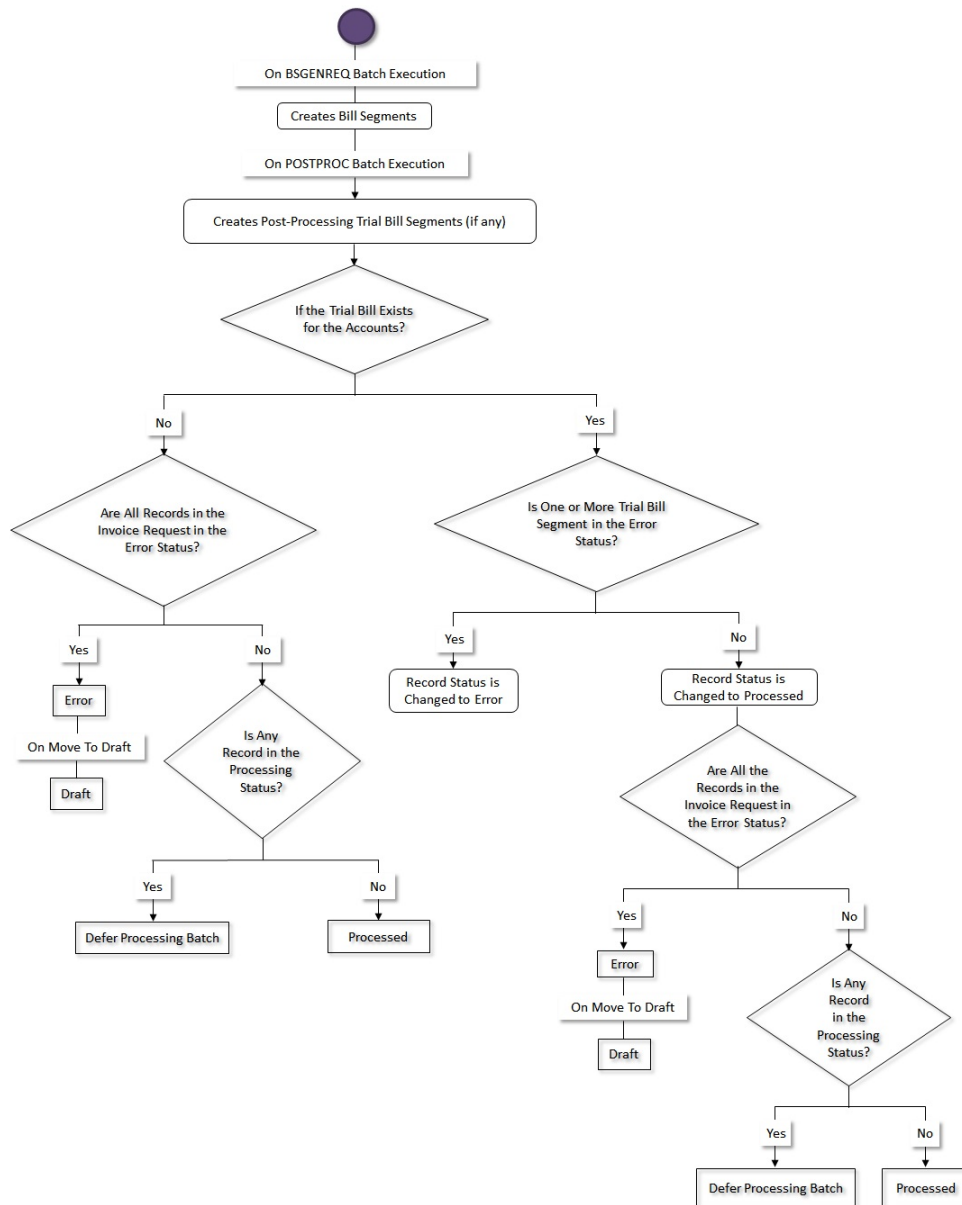 On BSGENREQ Batch Execution
Creates Bill Segments
On POSTPROC Batch Execution
Creates Post-Processing Trial Bill Segments (if any)
If the Trial Bill Exists
for the Accounts?
No
Yes
Are All Records in the
Invoice Request in the
Error Status?
Is One or More Trial Bill
Segment in the Error
Status?
Yes
No
Yes
No
Error
On Move To Draft
Draft
Is Any
Record in the
Processing
Status?
Record Status is
Changed to Error
Record Status is
Changed to Processed
Are All the
Records in the
Invoice Request in
the Error Status?
Yes
No
Defer Processing Batch
Processed
Yes
No
Error
On Move To Draft
Draft
Is Any
Record
in the
Processing
Status?
Yes
No
Defer Processing Batch
Processed